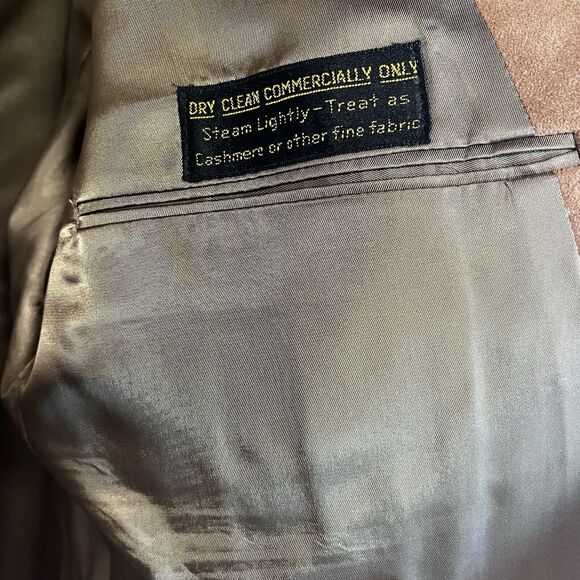 DRY CLEAN COMMERCIALLY ONLY
Steam Lightly-Treat as
Cashmere or other fine fabric